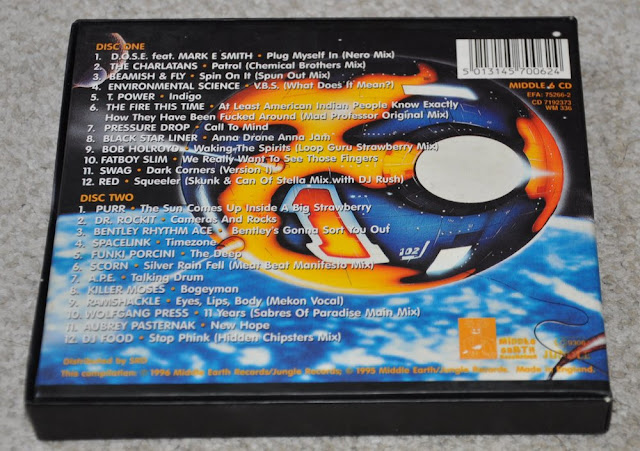 DISC ONE
1. D.O.S.E. feat. MARK E SMITH • Plug Myself In (Nero Mix)
2. THE CHARLATANS • Patrol (Chemical Brothers Mix)
3. BEAMISH & FLY • Spin On It (Spun Out Mix)
4. ENVIRONMENTAL SCIENCE • V.B.S. (What Does It Mean?)
5. T. POWER • Indigo
6. THE FIRE THIS TIME • At Least American Indian People Know Exactly
How They Have Been Fucked Around (Mad Professor Original Mix)
7. PRESSURE DROP • Call To Mind
8. BLACK STAR LINER • Anna Drone Anna Jam
9. BOB HOLROYD • Waking The Spirits (Loop Guru Strawberry Mix)
10. FATBOY SLIM • We Really Want To See Those Fingers
11. SWAG • Dark Corners (Version 1)
12. RED • Squeeler (Skunk & Can Of Stella Mix with DJ Rush)
DISC TWO
1. PURR • The Sun Comes Up Inside A Big Strawberry
2. DR. ROCKIT • Cameras And Rocks
3. BENTLEY RHYTHM ACE • Bentley's Gonna Sort You Out
4. SPACELINK • Timezone
5. FUNKI PORCINI • The Deep
6. SCORN • Silver Rain Fell (Meat Beat Manifesto Mix)
7. A.P.E. • Talking Drum
8. KILLER MOSES • Bogeyman
9. RAMSHACKLE • Eyes, Lips, Body (Mekon Vocal)
10. WOLFGANG PRESS • 11 Years (Sabres Of Paradise Main Mix)
11. AUBREY PASTERNAK • New Hope
12. DJ FOOD • Stop Phink (Hidden Chipsters Mix)
Distributed by SRD
This compilation: ℗ 1996 Middle Earth Records/Jungle Records; © 1995 Middle Earth/Jungle Records. Made in England.
5 013145 700624
MIDDLE 6 CD
EFA: 75266-2
CD 7192373
WM 336
1
102
MIDDLE
EARTH
JUNGLE